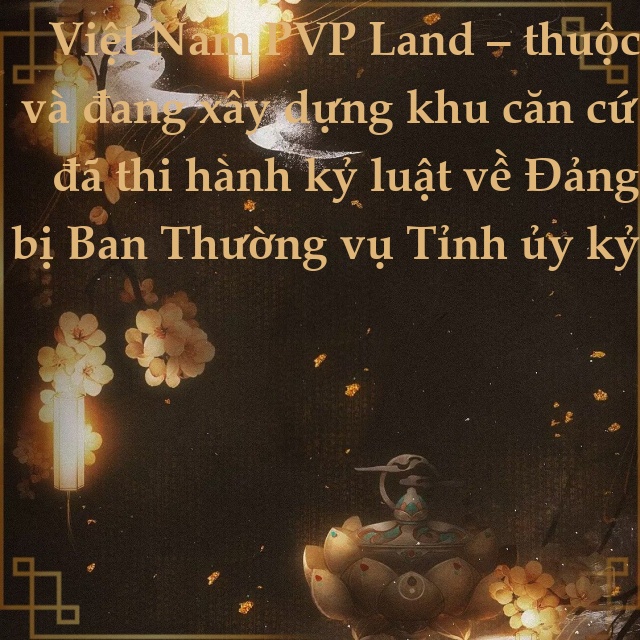 Việt Nam PVP Land – thuộc
và đang xây dựng khu căn cứ
đã thi hành kỷ luật về Đảng
bị Ban Thường vụ Tỉnh ủy kỷ